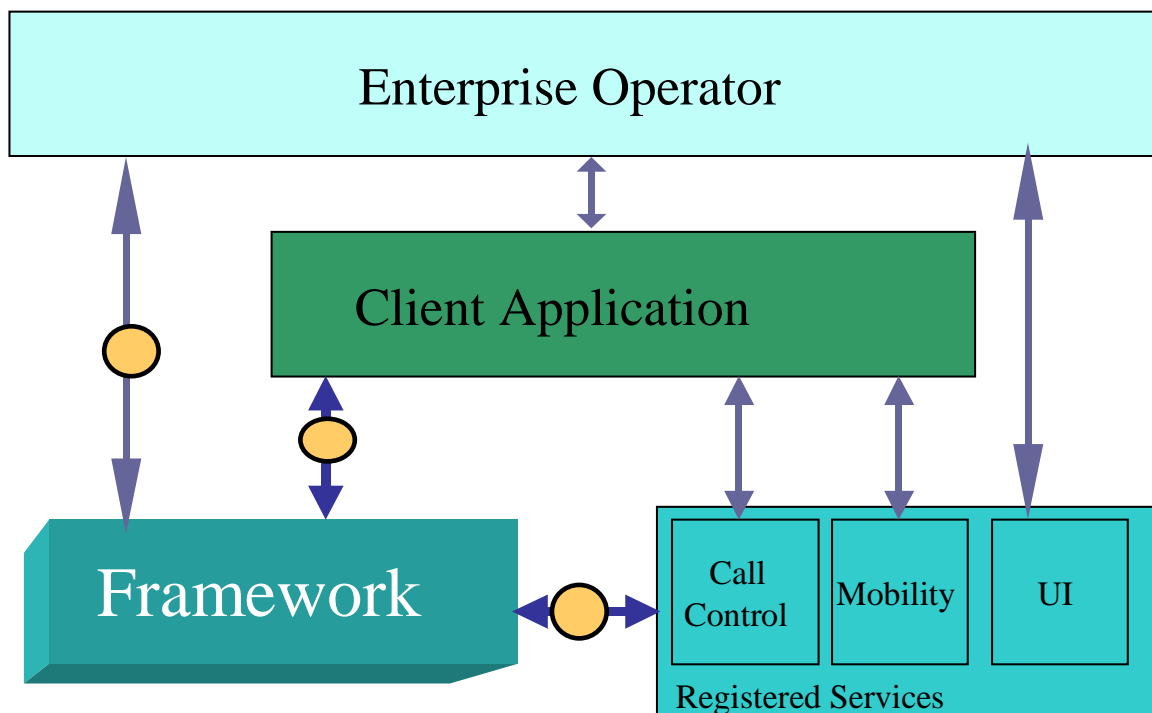 Enterprise Operator
Client Application
Framework
Call
Control
Mobility
UI
Registered Services